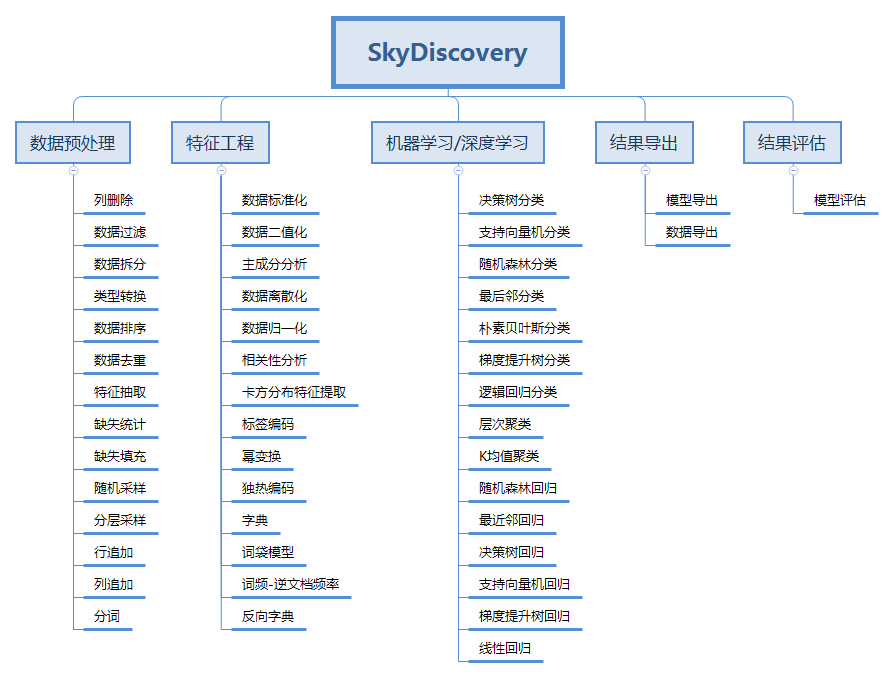 SkyDiscovery
数据预处理
列删除
数据过滤
数据拆分
类型转换
数据排序
数据去重
特征抽取
缺失统计
缺失填充
随机采样
分层采样
行追加
列追加
分词
特征工程
数据标准化
数据二值化
主成分分析
数据离散化
数据归一化
相关性分析
卡方分布特征提取
标签编码
幂变换
独热编码
字典
词袋模型
词频-逆文档频率
反向字典
机器学习/深度学习
决策树分类
支持向量机分类
随机森林分类
最后邻分类
朴素贝叶斯分类
梯度提升树分类
逻辑回归分类
层次聚类
K均值聚类
随机森林回归
最近邻回归
决策树回归
支持向量机回归
梯度提升树回归
线性回归
结果导出
模型导出
数据导出
结果评估
模型评估